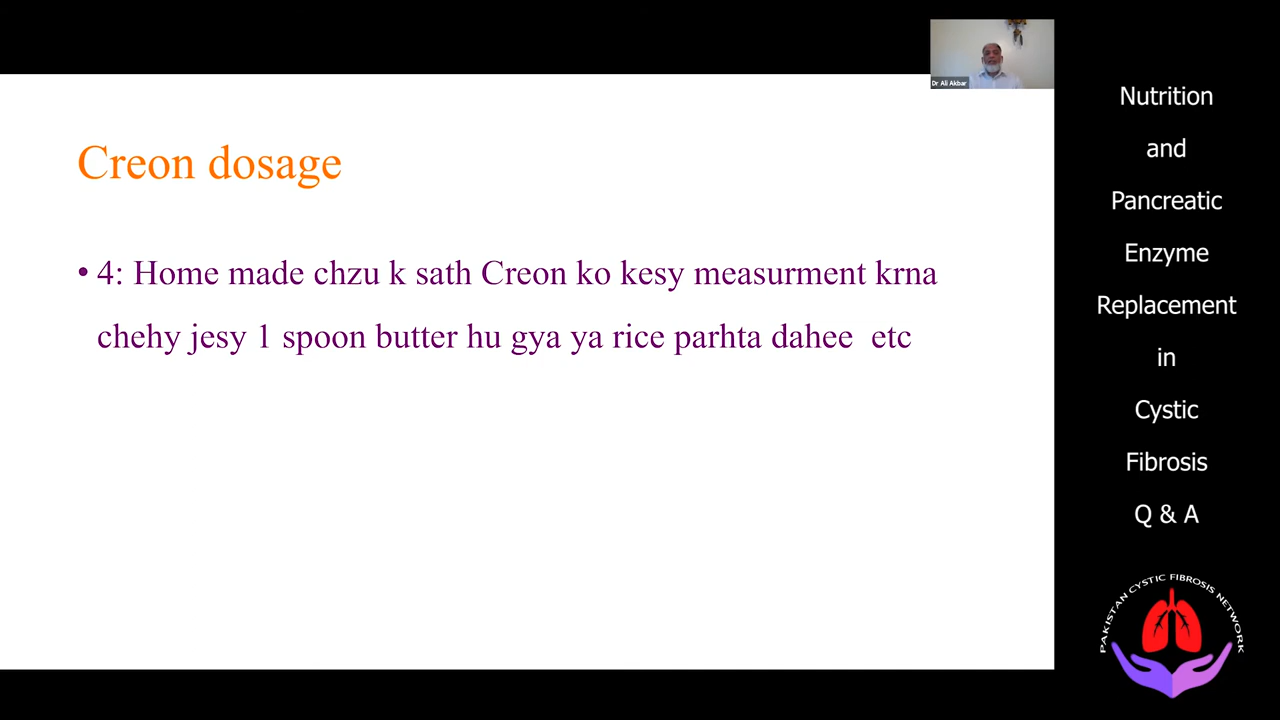 Dr Ali Akbar
Creon dosage
• 4: Home made chzu k sath Creon ko kesy measurment krna
chehy jesy 1 spoon butter hu gya ya rice parhta dahee etc
Nutrition
and
Pancreatic
Enzyme
Replacement
in
Cystic
Fibrosis
Q & A
PAKISTAN CYSTIC FIBROSIS NETWORK